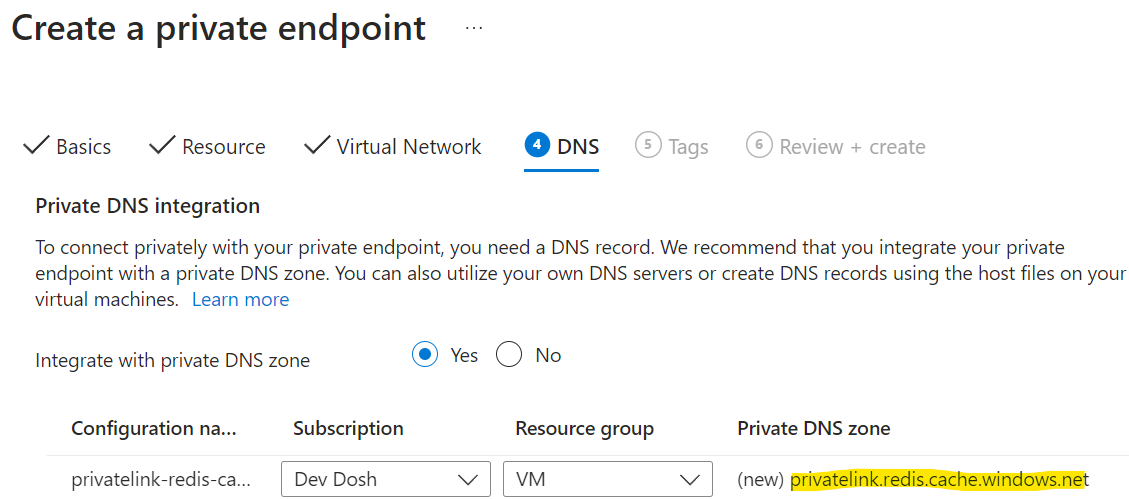 Create a private endpoint ...
Basics Resource Virtual Network 4 DNS 5 Tags 6 Review + create
Private DNS integration
To connect privately with your private endpoint, you need a DNS record. We recommend that you integrate your private
endpoint with a private DNS zone. You can also utilize your own DNS servers or create DNS records using the host files on your
virtual machines. Learn more
Integrate with private DNS zone Yes No
Configuration na... Subscription Resource group Private DNS zone
privatelink-redis-ca... Dev Dosh VM (new) privatelink.redis.cache.windows.net